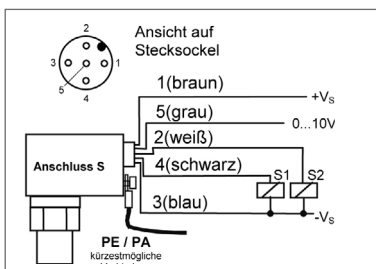 Ansicht auf
Stecksockel
2
3
1
5
4
1(braun)
+Vs
5(grau)
0...10V
2(weiß)
4(schwarz)
S1
S2
Anschluss S
3(blau)
-Vs
PE / PA
kürzestmögliche